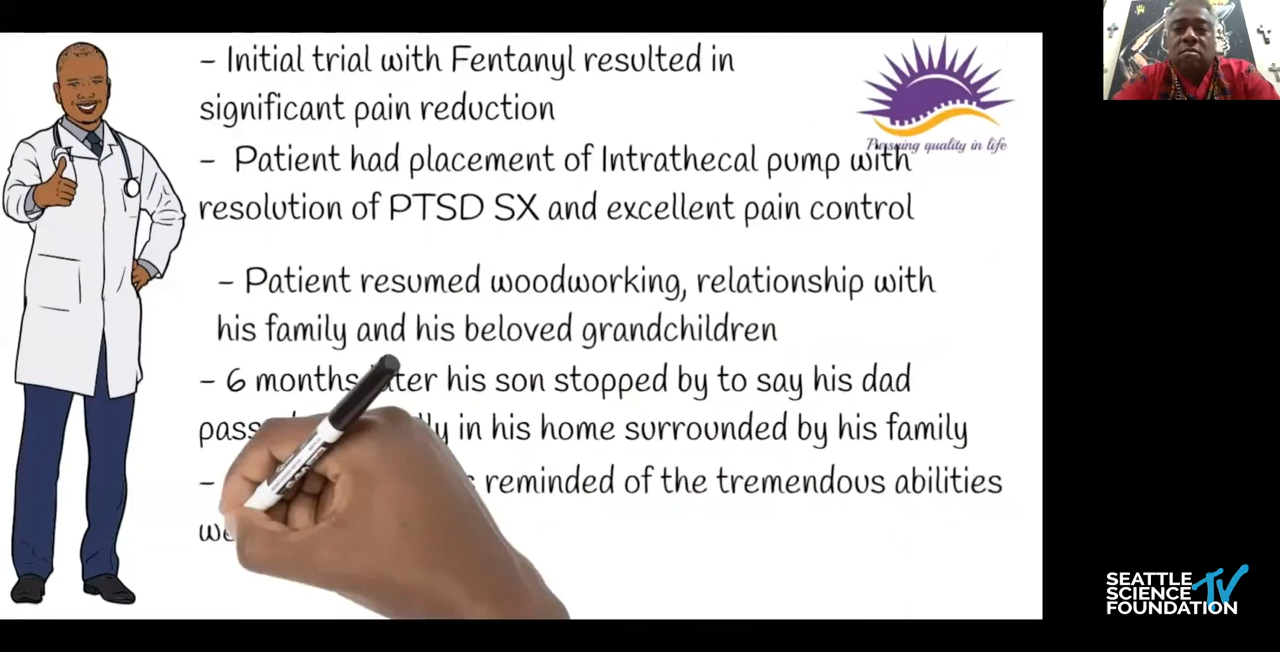 – Initial trial with Fentanyl resulted in
significant pain reduction
– Patient had placement of Intrathecal pump with
resolution of PTSD SX and excellent pain control
– Patient resumed woodworking, relationship with
his family and his beloved grandchildren
– 6 months later his son stopped by to say his dad
in his home surrounded by his family
– reminded of the tremendous abilities
Pursuing quality in life
SEATTLE
SCIENCE TV
FOUNDATION